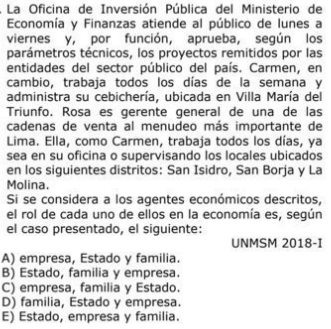 . La Oficina de Inversión Pública del Ministerio de
Economía y Finanzas atiende al público de lunes a
viernes y, por función, aprueba, según los
parámetros técnicos, los proyectos remitidos por las
entidades del sector público del país. Carmen, en
cambio, trabaja todos los días de la semana y
administra su cebichería, ubicada en Villa María del
Triunfo. Rosa es gerente general de una de las
cadenas de venta al menudeo más importante de
Lima. Ella, como Carmen, trabaja todos los días, ya
sea en su oficina o supervisando los locales ubicados
en los siguientes distritos: San Isidro, San Borja y La
Molina.
Si se considera a los agentes económicos descritos,
el rol de cada uno de ellos en la economía es, según
el caso presentado, el siguiente:
UNMSM 2018-I
A) empresa, Estado y familia.
B) Estado, familia y empresa.
C) empresa, familia y Estado.
D) familia, Estado y empresa.
E) Estado, empresa y familia.